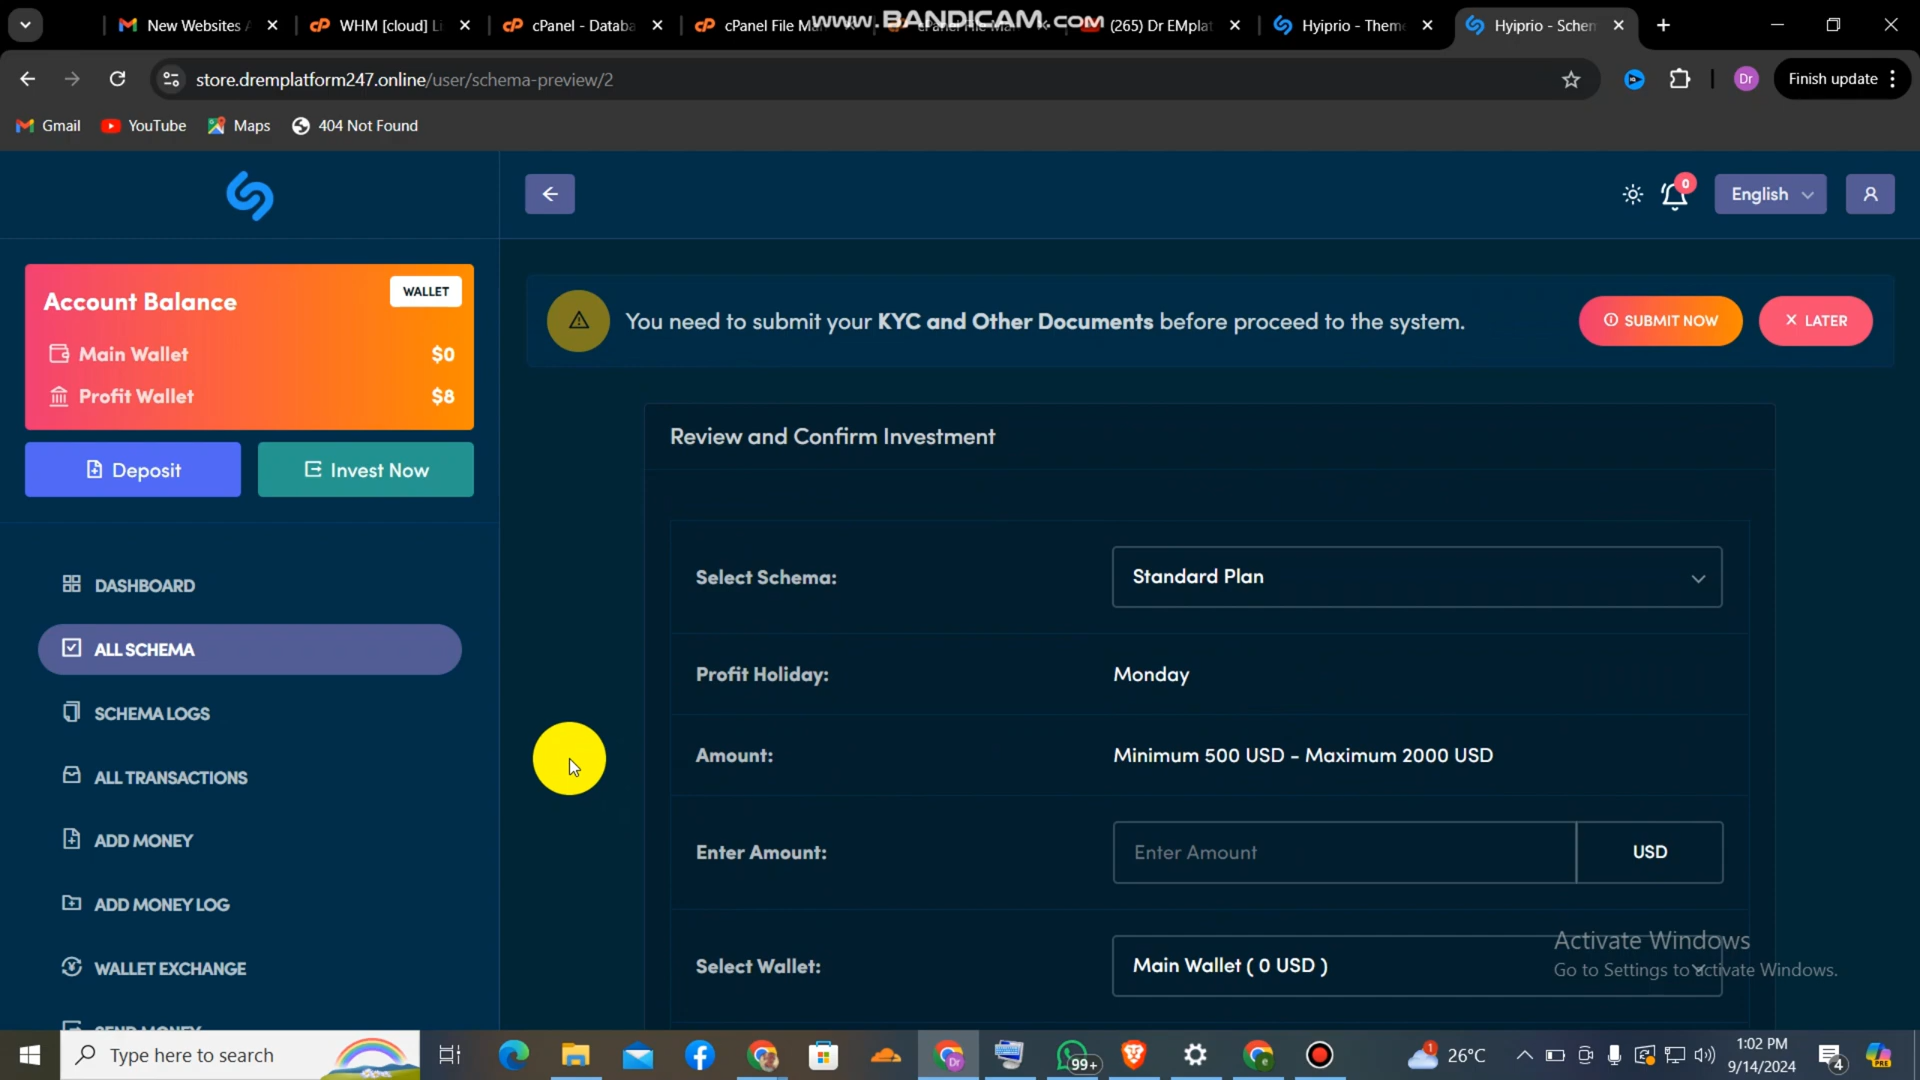 www.BANDICAM.com
New Websites
WHM [cloud] Li
cPanel - Databa
cPanel File Ma
(265) Dr EMplat
Hyiprio - Theme
Hyiprio - Schem
store.dremplatform247.online/user/schema-preview/2
Dr
Finish update
Gmail
YouTube
Maps
404 Not Found
0
English
Account Balance
WALLET
Main Wallet
$0
Profit Wallet
$8
Deposit
Invest Now
You need to submit your KYC and Other Documents before proceed to the system.
SUBMIT NOW
LATER
Review and Confirm Investment
DASHBOARD
ALL SCHEMA
SCHEMA LOGS
ALL TRANSACTIONS
ADD MONEY
ADD MONEY LOG
WALLET EXCHANGE
SEND MONEY
Select Schema:
Standard Plan
Profit Holiday:
Monday
Amount:
Minimum 500 USD - Maximum 2000 USD
Enter Amount:
Enter Amount
USD
Select Wallet:
Main Wallet ( 0 USD )
Activate Windows
Go to Settings to activate Windows.
Type here to search
99+
26°C
1:02 PM
9/14/2024
4
PRE